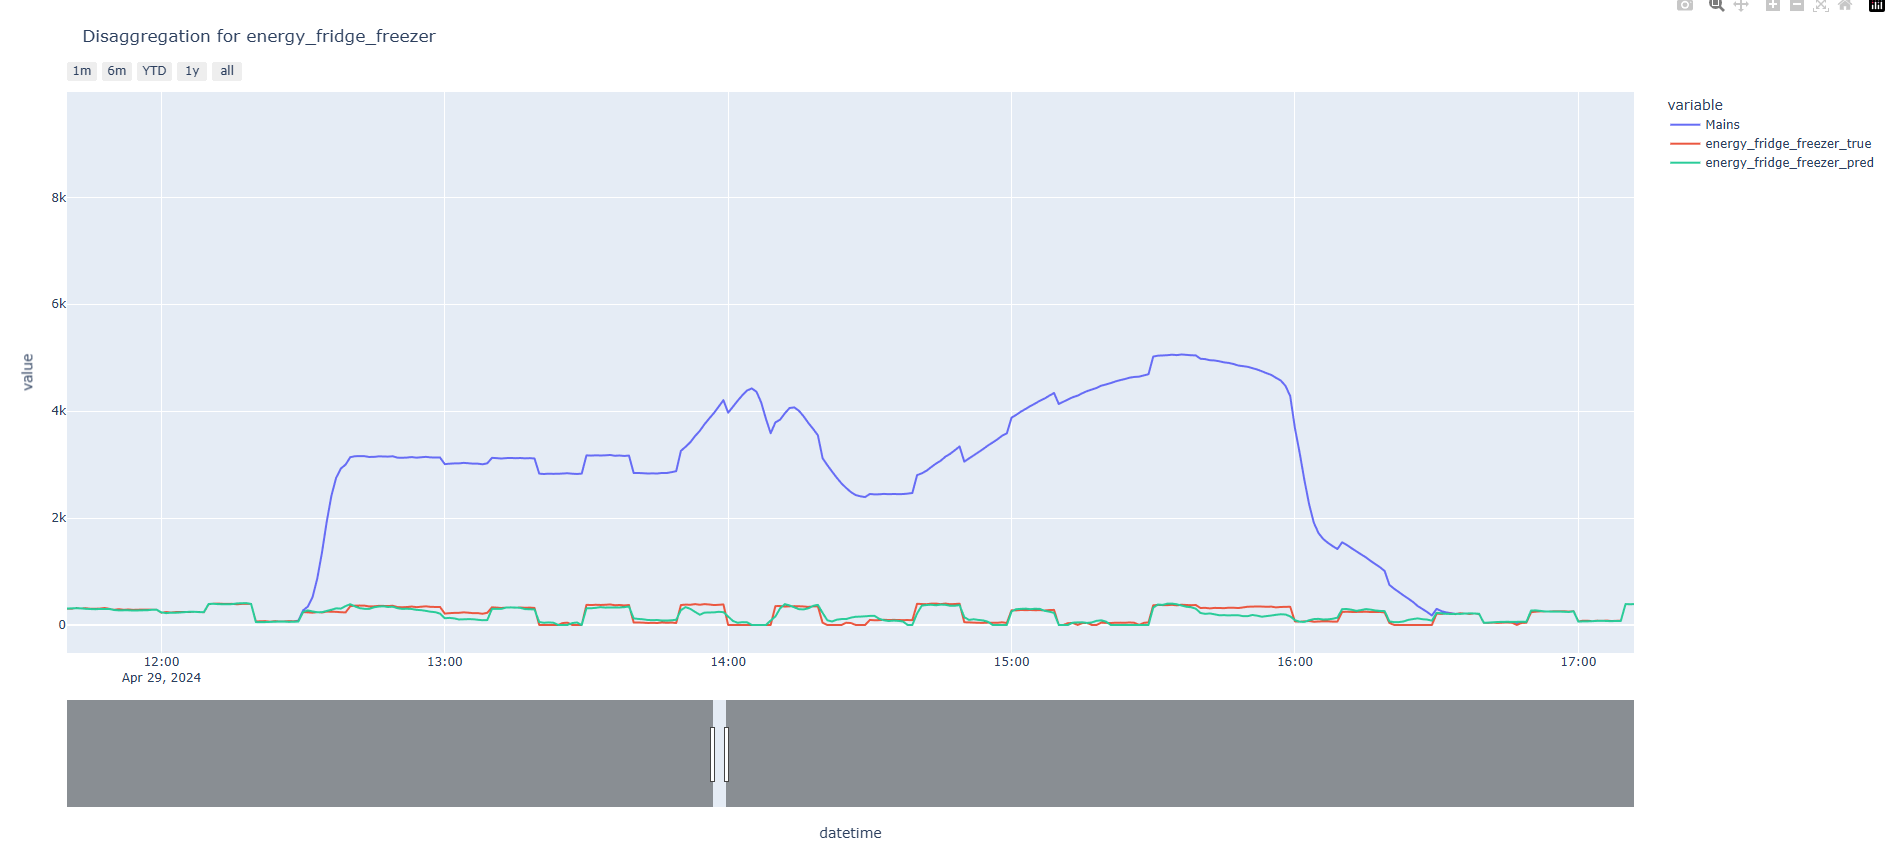 Disaggregation for energy_fridge_freezer
1m 6m YTD 1y all
variable
Mains
energy_fridge_freezer_true
energy_fridge_freezer_pred
8k
6k
4k
2k
0
value
12:00 13:00 14:00 15:00 16:00 17:00
Apr 29, 2024
datetime